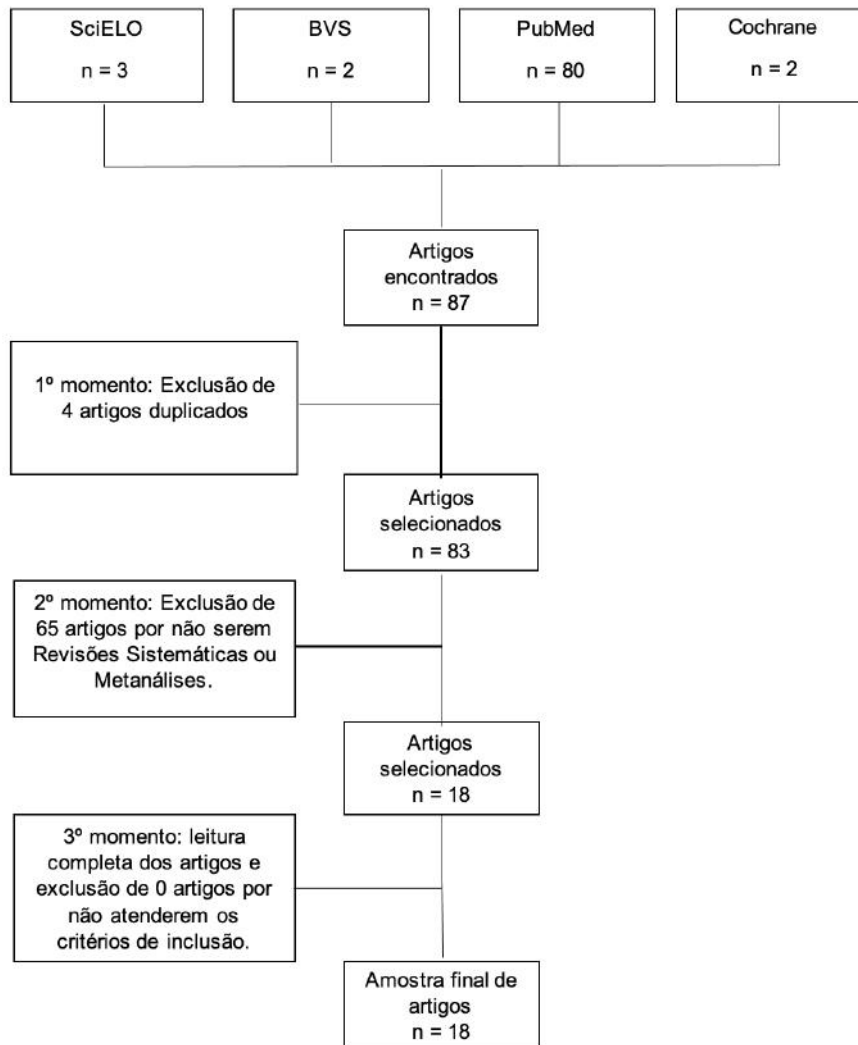 SciELO
n = 3
BVS
n = 2
PubMed
n = 80
Cochrane
n = 2
Artigos
encontrados
n = 87
1º momento: Exclusão de
4 artigos duplicados
Artigos
selecionados
n = 83
2º momento: Exclusão de
65 artigos por não serem
Revisões Sistemáticas ou
Metanálises.
Artigos
selecionados
n = 18
3º momento: leitura
completa dos artigos e
exclusão de 0 artigos por
não atenderem os
critérios de inclusão.
Amostra final de
artigos
n = 18